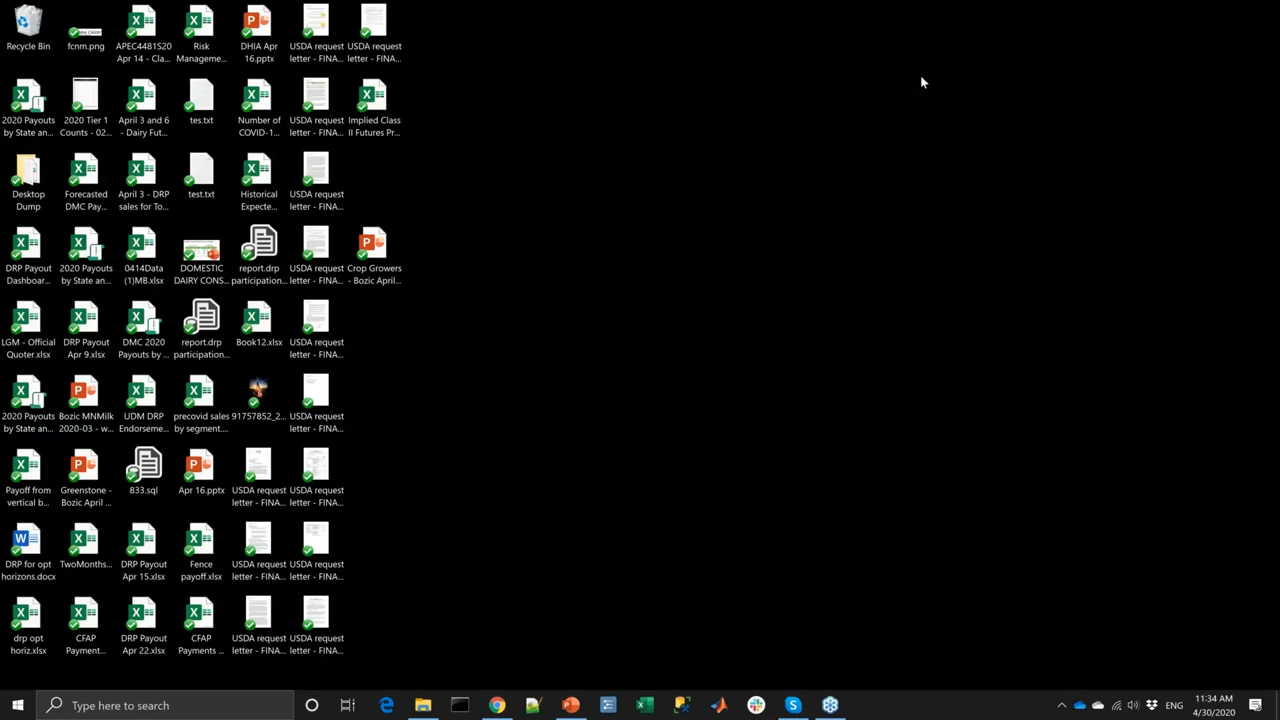 Recycle Bin
fcnm.png
APEC4481S20
Apr 14 - Cla...
Risk
Manageme...
DHIA Apr
16.pptx
USDA request
letter - FINA...
USDA request
letter - FINA...
2020 Payouts
by State an...
2020 Tier 1
Counts - 02...
April 3 and 6
- Dairy Fut...
tes.txt
Number of
COVID-1...
USDA request
letter - FINA...
Implied Class
II Futures Pr...
Desktop
Dump
Forecasted
DMC Pay...
April 3 - DRP
sales for To...
test.txt
Historical
Expecte...
USDA request
letter - FINA...
DRP Payout
Dashboar...
2020 Payouts
by State an...
0414Data
(1)MB.xlsx
DOMESTIC
DAIRY CONS...
report.drp
participation...
USDA request
letter - FINA...
Crop Growers
- Bozic April...
LGM - Official
Quoter.xlsx
DRP Payout
Apr 9.xlsx
DMC 2020
Payouts by ...
report.drp
participation...
Book12.xlsx
USDA request
letter - FINA...
2020 Payouts
by State an...
Bozic MNMilk
2020-03 - w...
UDM DRP
Endorseme...
precovid sales
by segment....
91757852_2...
USDA request
letter - FINA...
Payoff from
vertical b...
Greenstone -
Bozic April ...
833.sql
Apr 16.pptx
USDA request
letter - FINA...
USDA request
letter - FINA...
DRP for opt
horizons.docx
TwoMonths...
DRP Payout
Apr 15.xlsx
Fence
payoff.xlsx
USDA request
letter - FINA...
USDA request
letter - FINA...
drp opt
horiz.xlsx
CFAP
Payment...
DRP Payout
Apr 22.xlsx
CFAP
Payments ...
USDA request
letter - FINA...
USDA request
letter - FINA...
Type here to search
ENG
11:34 AM
4/30/2020